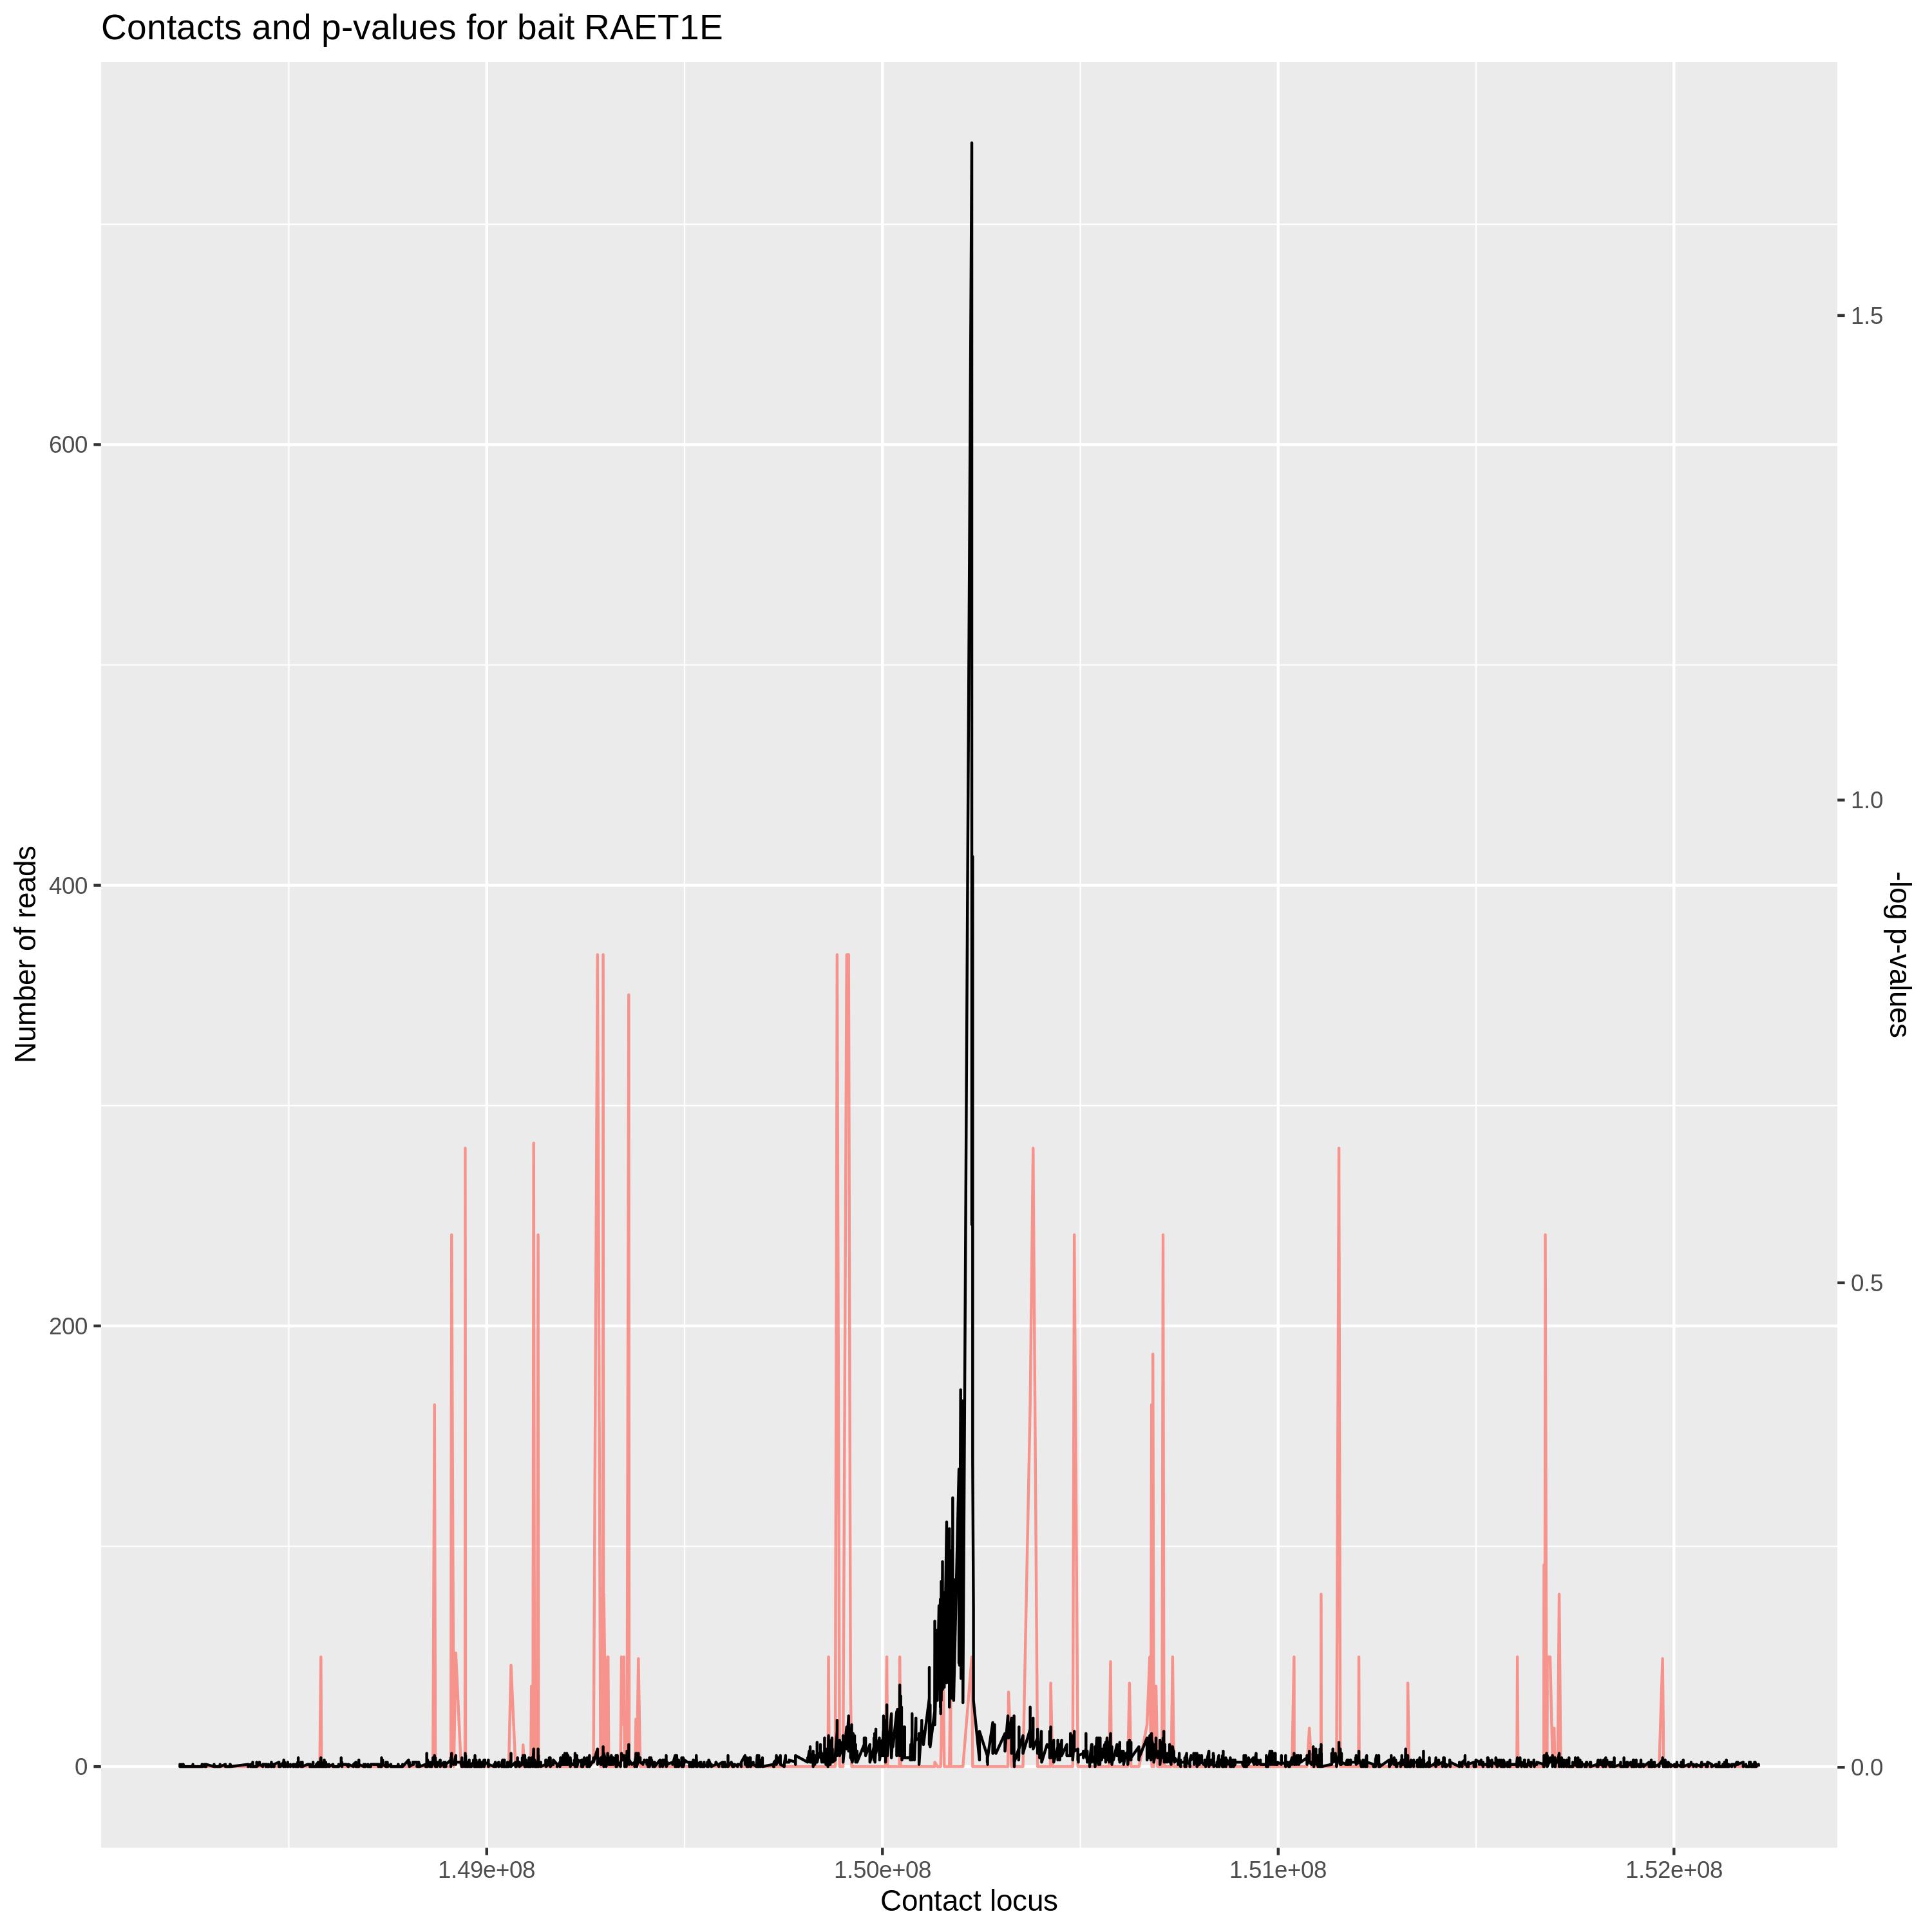 Contacts and p-values for bait RAET1E
Number of reads
600
400
200
0
1.5
1.0
0.5
0.0
-log p-values
1.49e+08
1.50e+08
1.51e+08
1.52e+08
Contact locus